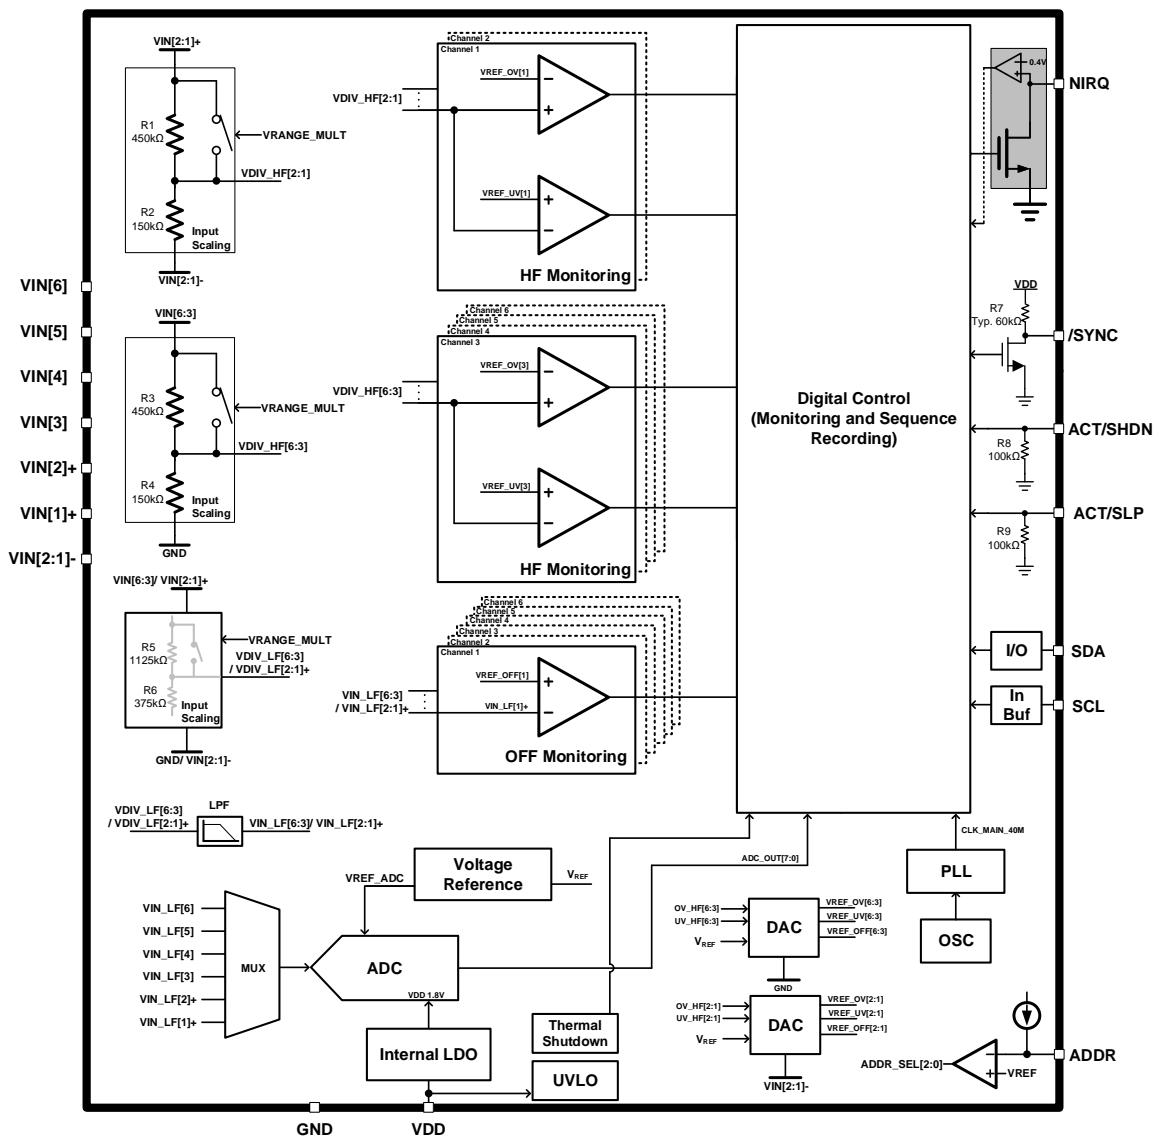 VIN[2:1]+
R1
450kΩ
VRANGE_MULT
VDIV_HF[2:1]
R2
150kΩ
Input
Scaling
VIN[2:1]-
Channel 2
Channel 1
VREF_OV[1]
−
VDIV_HF[2:1]
+
VREF_UV[1]
+
−
HF Monitoring
0.4V
+
NIRQ
VIN[6]
VIN[5]
VIN[4]
VIN[3]
VIN[2]+
VIN[1]+
VIN[2:1]-
VIN[6:3]
R3
450kΩ
VRANGE_MULT
VDIV_HF[6:3]
R4
150kΩ
Input
Scaling
GND
Channel 6
Channel 5
Channel 4
Channel 3
VREF_OV[3]
−
VDIV_HF[6:3]
+
VREF_UV[3]
+
−
HF Monitoring
Digital Control
(Monitoring and Sequence
Recording)
VDD
R7
Typ. 60kΩ
/SYNC
ACT/SHDN
R8
100kΩ
ACT/SLP
R9
100kΩ
VIN[6:3]/ VIN[2:1]+
R5
1125kΩ
VRANGE_MULT
VDIV_LF[6:3]
/ VDIV_LF[2:1]+
R6
375kΩ
Input
Scaling
GND/ VIN[2:1]-
Channel 6
Channel 5
Channel 4
Channel 3
Channel 2
Channel 1
VREF_OFF[1]
+
VIN_LF[6:3]
/ VIN_LF[2:1]+
VIN_LF[1]+
−
OFF Monitoring
I/O
SDA
In
Buf
SCL
VDIV_LF[6:3]
/ VDIV_LF[2:1]+
LPF
VIN_LF[6:3]/ VIN_LF[2:1]+
VREF_ADC
Voltage
Reference
VREF
ADC_OUT[7:0]
CLK_MAIN_40M
PLL
OSC
VIN_LF[6]
VIN_LF[5]
VIN_LF[4]
VIN_LF[3]
VIN_LF[2]+
VIN_LF[1]+
MUX
ADC
VDD 1.8V
OV_HF[6:3]
UV_HF[6:3]
VREF
DAC
VREF_OV[6:3]
VREF_UV[6:3]
VREF_OFF[6:3]
GND
OV_HF[2:1]
UV_HF[2:1]
VREF
DAC
VREF_OV[2:1]
VREF_UV[2:1]
VREF_OFF[2:1]
VIN[2:1]-
Internal LDO
Thermal
Shutdown
UVLO
ADDR_SEL[2:0]
−
+
VREF
ADDR
GND
VDD